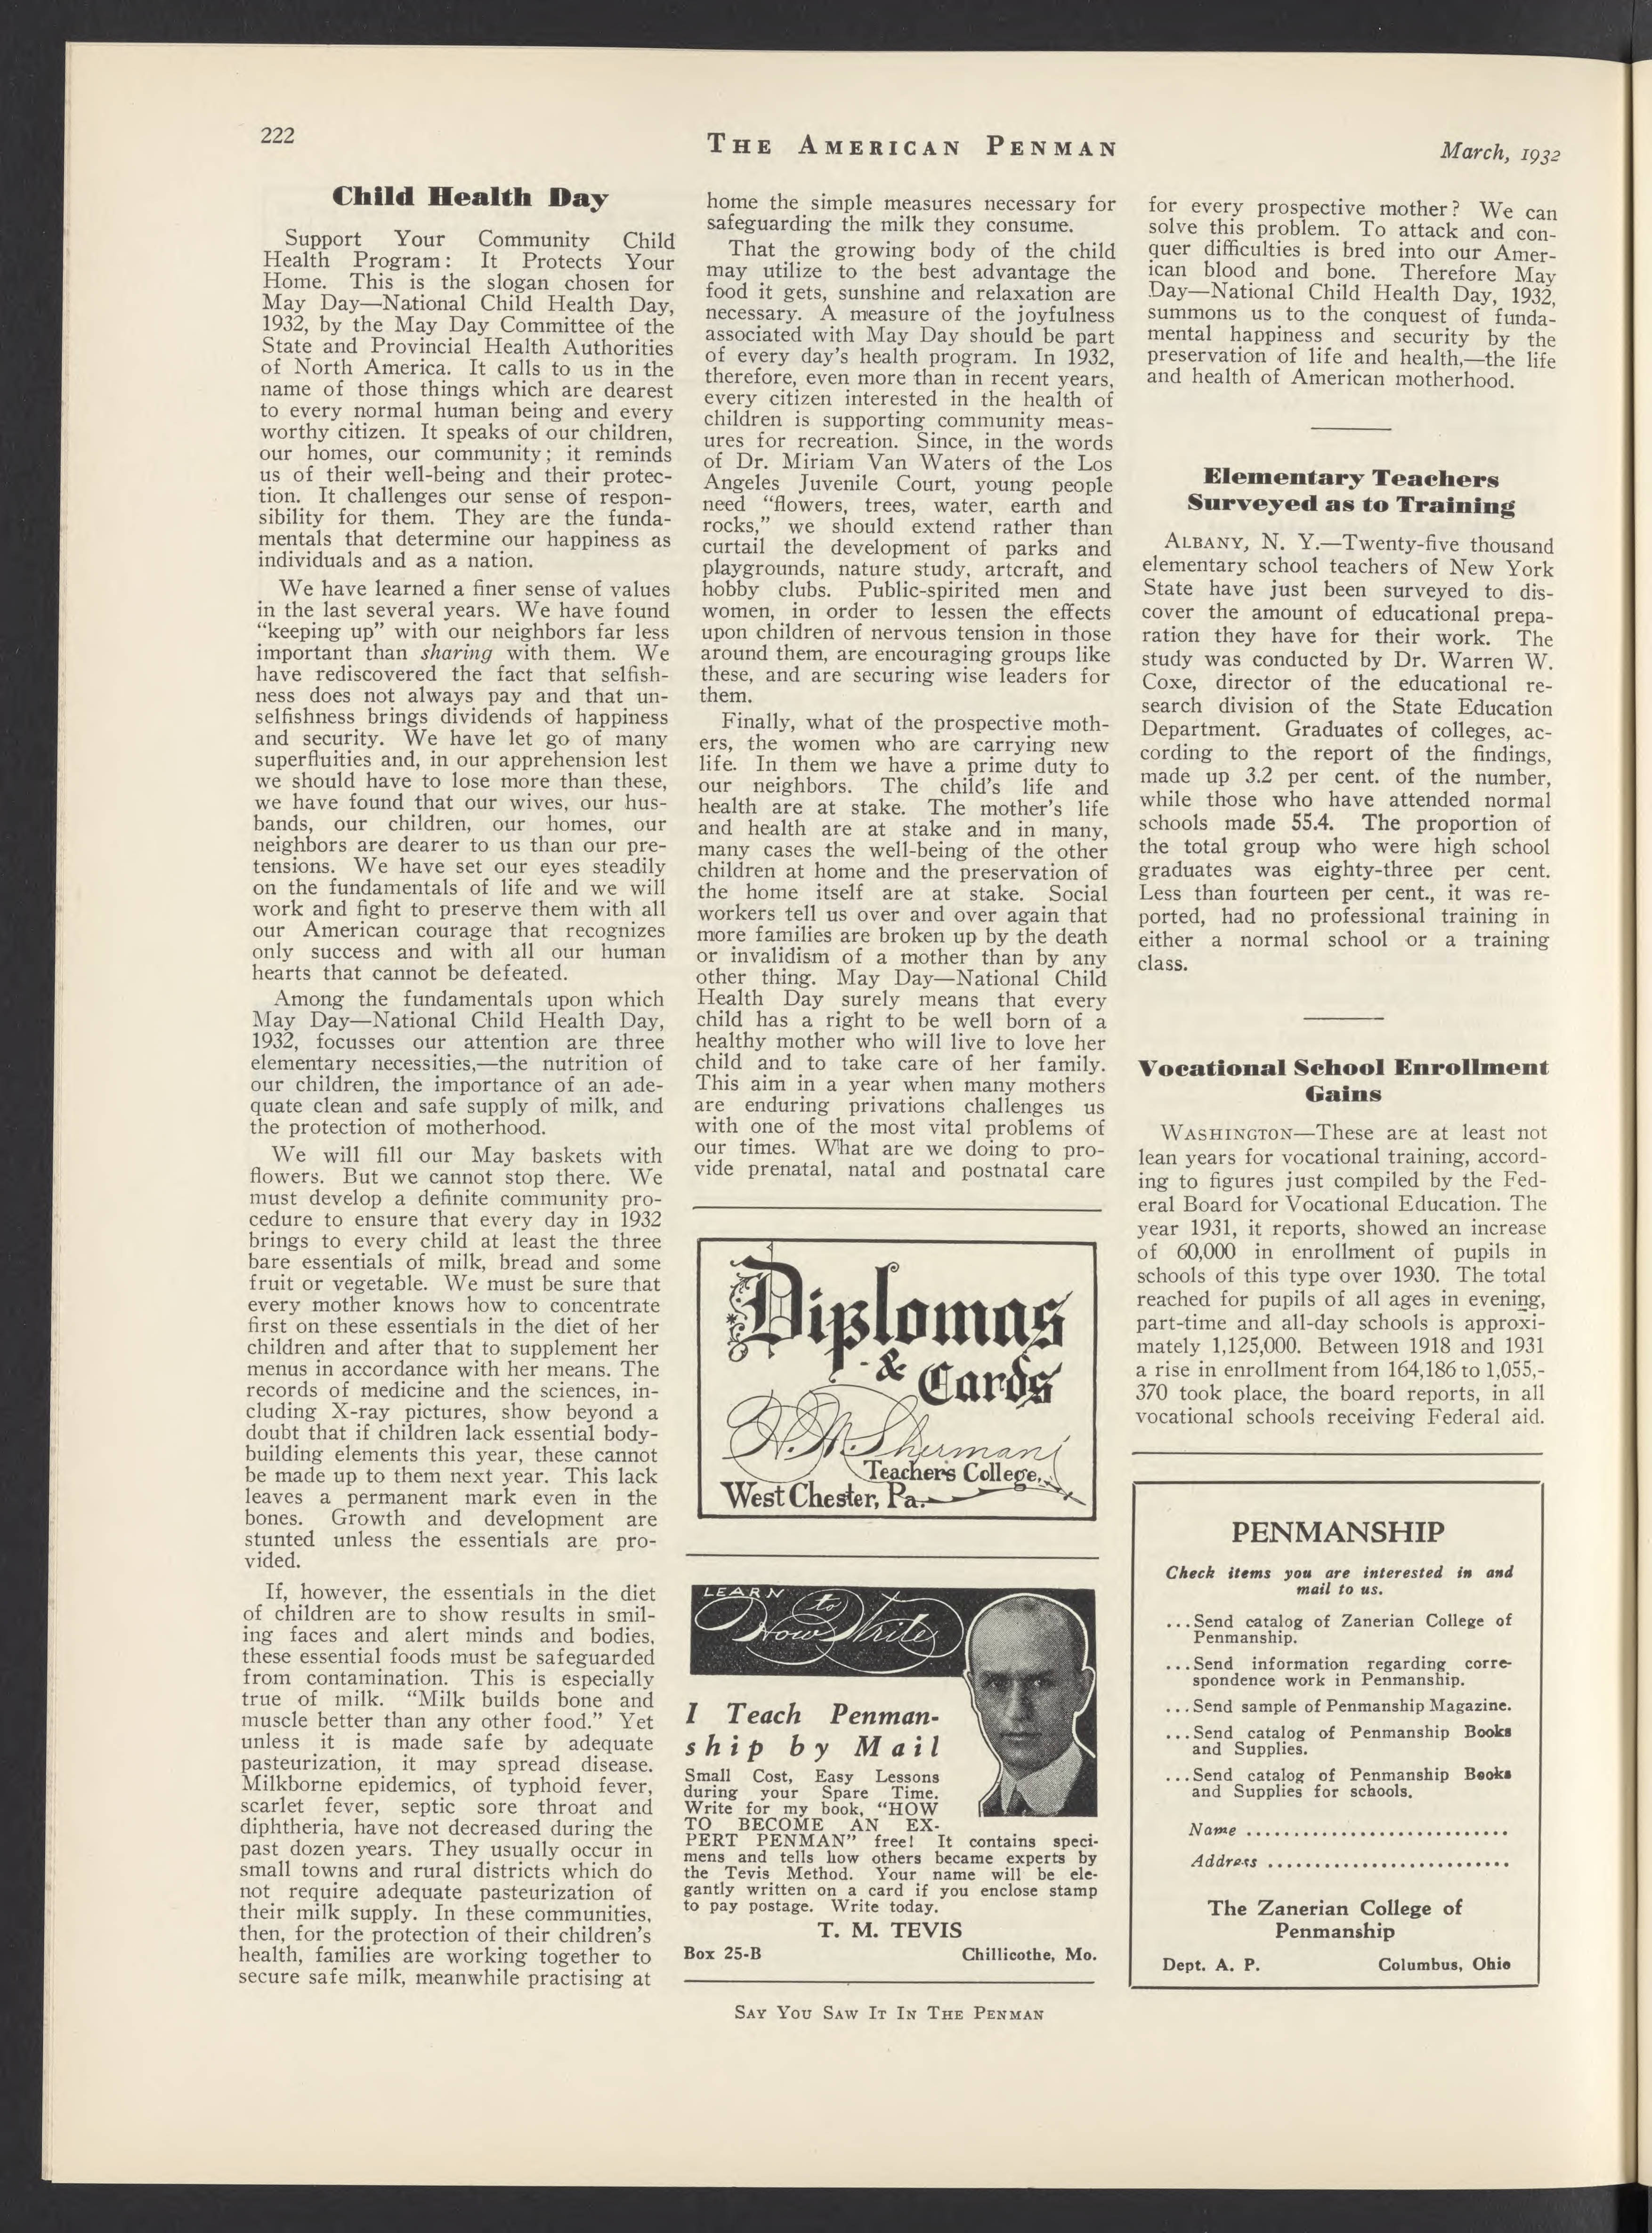 222
THE AMERICAN PENMAN
March, 1932
Child Health Day
Support Your Community Child
Health Program: It Protects Your
Home. This is the slogan chosen for
May Day—National Child Health Day,
1932, by the May Day Committee of the
State and Provincial Health Authorities
of North America. It calls to us in the
name of those things which are dearest
to every normal human being and every
worthy citizen. It speaks of our children,
our homes, our community; it reminds
us of their well-being and their protec-
tion. It challenges our sense of respon-
sibility for them. They are the funda-
mentals that determine our happiness as
individuals and as a nation.
We have learned a finer sense of values
in the last several years. We have found
“keeping up” with our neighbors far less
important than sharing with them. We
have rediscovered the fact that selfish-
ness does not always pay and that un-
selfishness brings dividends of happiness
and security. We have let go of many
superfluities and, in our apprehension lest
we should have to lose more than these,
we have found that our wives, our hus-
bands, our children, our homes, our
neighbors are dearer to us than our pre-
tensions. We have set our eyes steadily
on the fundamentals of life and we will
work and fight to preserve them with all
our American courage that recognizes
only success and with all our human
hearts that cannot be defeated.
Among the fundamentals upon which
May Day—National Child Health Day,
1932, focusses our attention are three
elementary necessities,—the nutrition of
our children, the importance of an ade-
quate clean and safe supply of milk, and
the protection of motherhood.
We will fill our May baskets with
flowers. But we cannot stop there. We
must develop a definite community pro-
cedure to ensure that every day in 1932
brings to every child at least the three
bare essentials of milk, bread and some
fruit or vegetable. We must be sure that
every mother knows how to concentrate
first on these essentials in the diet of her
children and after that to supplement her
menus in accordance with her means. The
records of medicine and the sciences, in-
cluding X-ray pictures, show beyond a
doubt that if children lack essential body-
building elements this year, these cannot
be made up to them next year. This lack
leaves a permanent mark even in the
bones. Growth and development are
stunted unless the essentials are pro-
vided.
If, however, the essentials in the diet
of children are to show results in smil-
ing faces and alert minds and bodies,
these essential foods must be safeguarded
from contamination. This is especially
true of milk. “Milk builds bone and
muscle better than any other food.” Yet
unless it is made safe by adequate
pasteurization, it may spread disease.
Milkborne epidemics, of typhoid fever,
scarlet fever, septic sore throat and
diphtheria, have not decreased during the
past dozen years. They usually occur in
small towns and rural districts which do
not require adequate pasteurization of
their milk supply. In these communities,
then, for the protection of their children's
health, families are working together to
secure safe milk, meanwhile practising at
home the simple measures necessary for
safeguarding the milk they consume.
That the growing body of the child
may utilize to the best advantage the
food it gets, sunshine and relaxation are
necessary. A measure of the joyfulness
associated with May Day should be part
of every day's health program. In 1932,
therefore, even more than in recent years,
every citizen interested in the health of
children is supporting community meas-
ures for recreation. Since, in the words
of Dr. Miriam Van Waters of the Los
Angeles Juvenile Court, young people
need “flowers, trees, water, earth and
rocks,” we should extend rather than
curtail the development of parks and
playgrounds, nature study, artcraft, and
hobby clubs. Public-spirited men and
women, in order to lessen the effects
upon children of nervous tension in those
around them, are encouraging groups like
these, and are securing wise leaders for
them.
Finally, what of the prospective moth-
ers, the women who are carrying new
life. In them we have a prime duty to
our neighbors. The child's life and
health are at stake. The mother's life
and health are at stake and in many,
many cases the well-being of the other
children at home and the preservation of
the home itself are at stake. Social
workers tell us over and over again that
more families are broken up by the death
or invalidism of a mother than by any
other thing. May Day—National Child
Health Day surely means that every
child has a right to be well born of a
healthy mother who will live to love her
child and to take care of her family.
This aim in a year when many mothers
are enduring privations challenges us
with one of the most vital problems of
our times. What are we doing to pro-
vide prenatal, natal and postnatal care
Diplomas
& Cards
H. M. Sherman
Teachers College,
West Chester, Pa.
LEARN
to
How Write
I Teach Penman-
ship by Mail
Small Cost, Easy Lessons
during your Spare Time.
Write for my book, “HOW
TO BECOME AN EX-
PERT PENMAN” free! It contains speci-
mens and tells how others became experts by
the Tevis Method. Your name will be ele-
gantly written on a card if you enclose stamp
to pay postage. Write today.
T. M. TEVIS
Box 25-B Chillicothe, Mo.
for every prospective mother? We can
solve this problem. To attack and con-
quer difficulties is bred into our Amer-
ican blood and bone. Therefore May
Day—National Child Health Day, 1932,
summons us to the conquest of funda-
mental happiness and security by the
preservation of life and health,—the life
and health of American motherhood.
Elementary Teachers
Surveyed as to Training
ALBANY, N. Y.—Twenty-five thousand
elementary school teachers of New York
State have just been surveyed to dis-
cover the amount of educational prepa-
ration they have for their work. The
study was conducted by Dr. Warren W.
Coxe, director of the educational re-
search division of the State Education
Department. Graduates of colleges, ac-
cording to the report of the findings,
made up 3.2 per cent. of the number,
while those who have attended normal
schools made 55.4. The proportion of
the total group who were high school
graduates was eighty-three per cent.
Less than fourteen per cent., it was re-
ported, had no professional training in
either a normal school or a training
class.
Vocational School Enrollment
Gains
WASHINGTON—These are at least not
lean years for vocational training, accord-
ing to figures just compiled by the Fed-
eral Board for Vocational Education. The
year 1931, it reports, showed an increase
of 60,000 in enrollment of pupils in
schools of this type over 1930. The total
reached for pupils of all ages in evening,
part-time and all-day schools is approxi-
mately 1,125,000. Between 1918 and 1931
a rise in enrollment from 164,186 to 1,055,-
370 took place, the board reports, in all
vocational schools receiving Federal aid.
PENMANSHIP
Check items you are interested in and
mail to us.
...Send catalog of Zanerian College of
Penmanship.
...Send information regarding corre-
spondence work in Penmanship.
...Send sample of Penmanship Magazine.
...Send catalog of Penmanship Books
and Supplies.
...Send catalog of Penmanship Books
and Supplies for schools.
Name ............................
Address ..........................
The Zanerian College of
Penmanship
Dept. A. P. Columbus, Ohio
SAY YOU SAW IT IN THE PENMAN